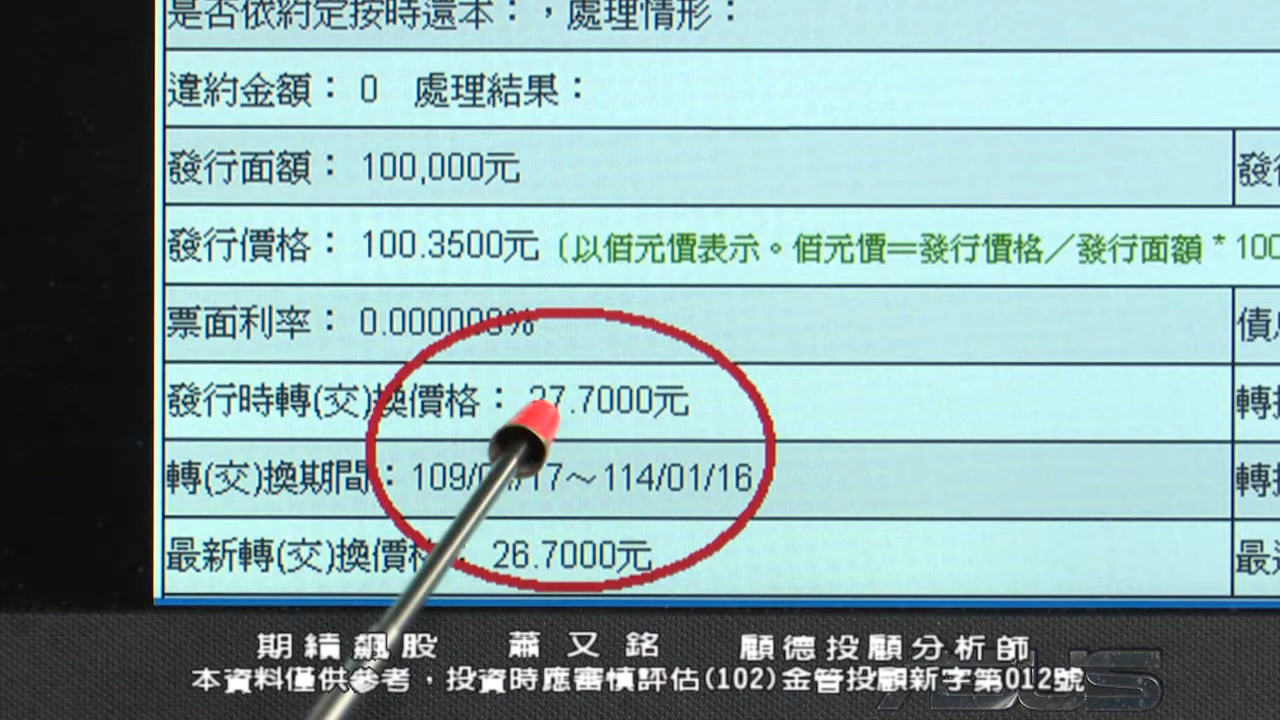 是否依約定按時還本：，處理情形：
違約金額： 0 處理結果：
發行面額： 100,000元
發行價格： 100.3500元 (以佰元價表示。佰元價＝發行價格／發行面額 * 100
票面利率： 0.000000%
債
發行時轉(交)換價格： 27.7000元
轉
轉(交)換期間： 109/ /17～114/01/16
轉
最新轉(交)換價格： 26.7000元
最
期績飆股 蕭又銘 顧德投顧分析師
本資料僅供參考，投資時應審慎評估(102)金管投顧新字第012號
ASUS